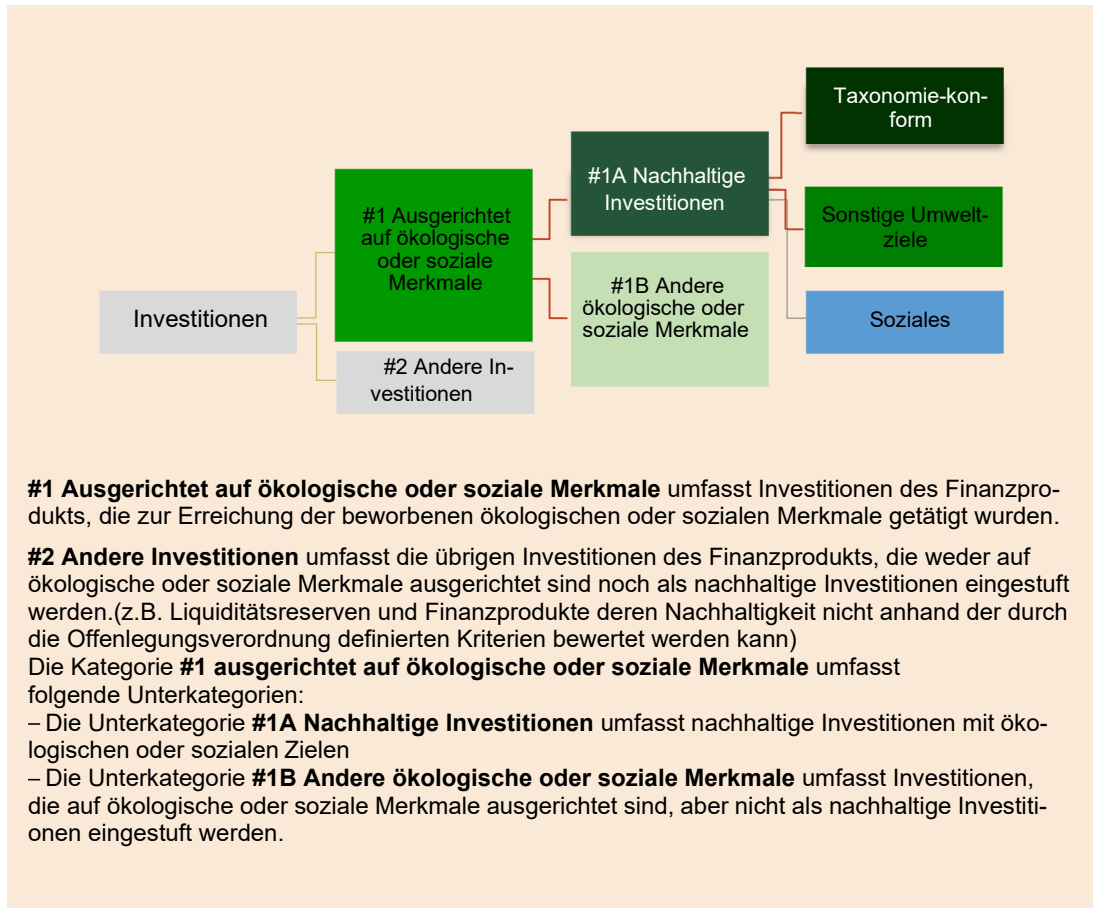 Taxonomie-kon-
form
#1A Nachhaltige
Investitionen
#1 Ausgerichtet
auf ökologische
oder soziale
Merkmale
Sonstige Umwelt-
ziele
#1B Andere
ökologische oder
soziale Merkmale
Investitionen
Soziales
#2 Andere In-
vestitionen
#1 Ausgerichtet auf ökologische oder soziale Merkmale umfasst Investitionen des Finanzpro-
dukts, die zur Erreichung der beworbenen ökologischen oder sozialen Merkmale getätigt wurden.
#2 Andere Investitionen umfasst die übrigen Investitionen des Finanzprodukts, die weder auf
ökologische oder soziale Merkmale ausgerichtet sind noch als nachhaltige Investitionen eingestuft
werden.(z.B. Liquiditätsreserven und Finanzprodukte deren Nachhaltigkeit nicht anhand der durch
die Offenlegungsverordnung definierten Kriterien bewertet werden kann)
Die Kategorie #1 ausgerichtet auf ökologische oder soziale Merkmale umfasst
folgende Unterkategorien:
– Die Unterkategorie #1A Nachhaltige Investitionen umfasst nachhaltige Investitionen mit öko-
logischen oder sozialen Zielen
– Die Unterkategorie #1B Andere ökologische oder soziale Merkmale umfasst Investitionen,
die auf ökologische oder soziale Merkmale ausgerichtet sind, aber nicht als nachhaltige Investiti-
onen eingestuft werden.